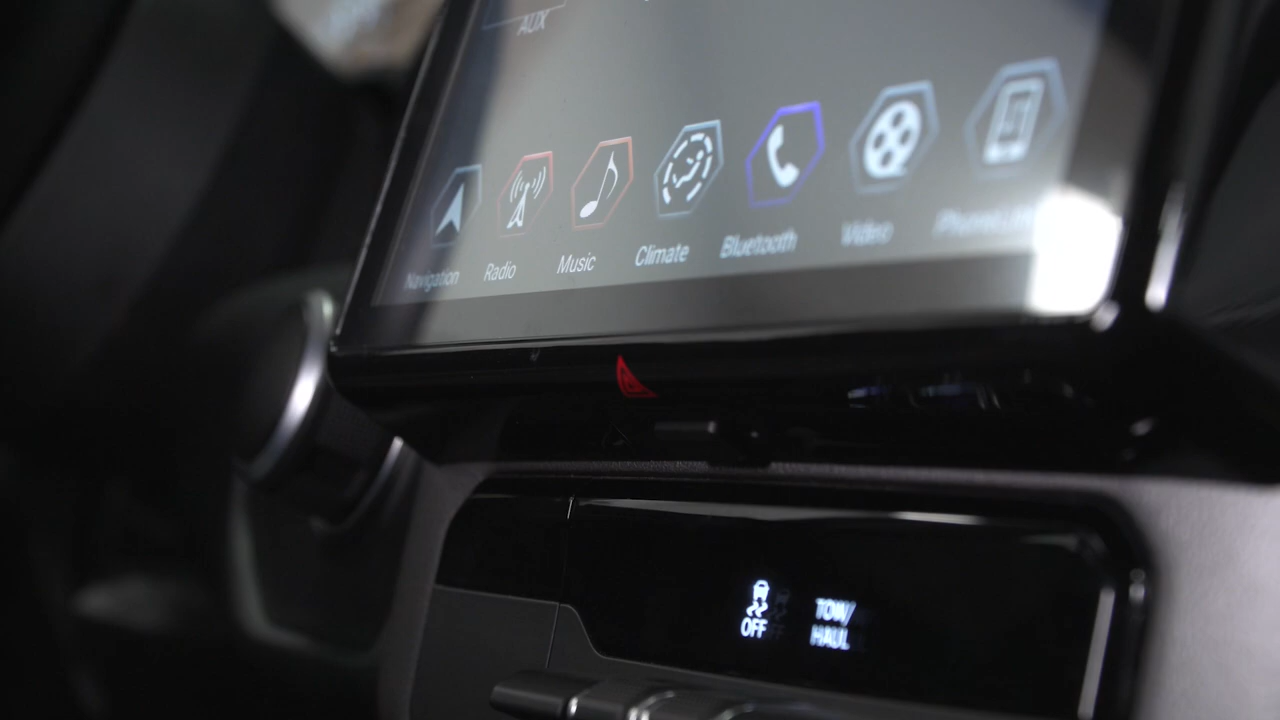 AUX
Navigation
Radio
Music
Climate
Bluetooth
Video
OFF
TOW/
HAUL